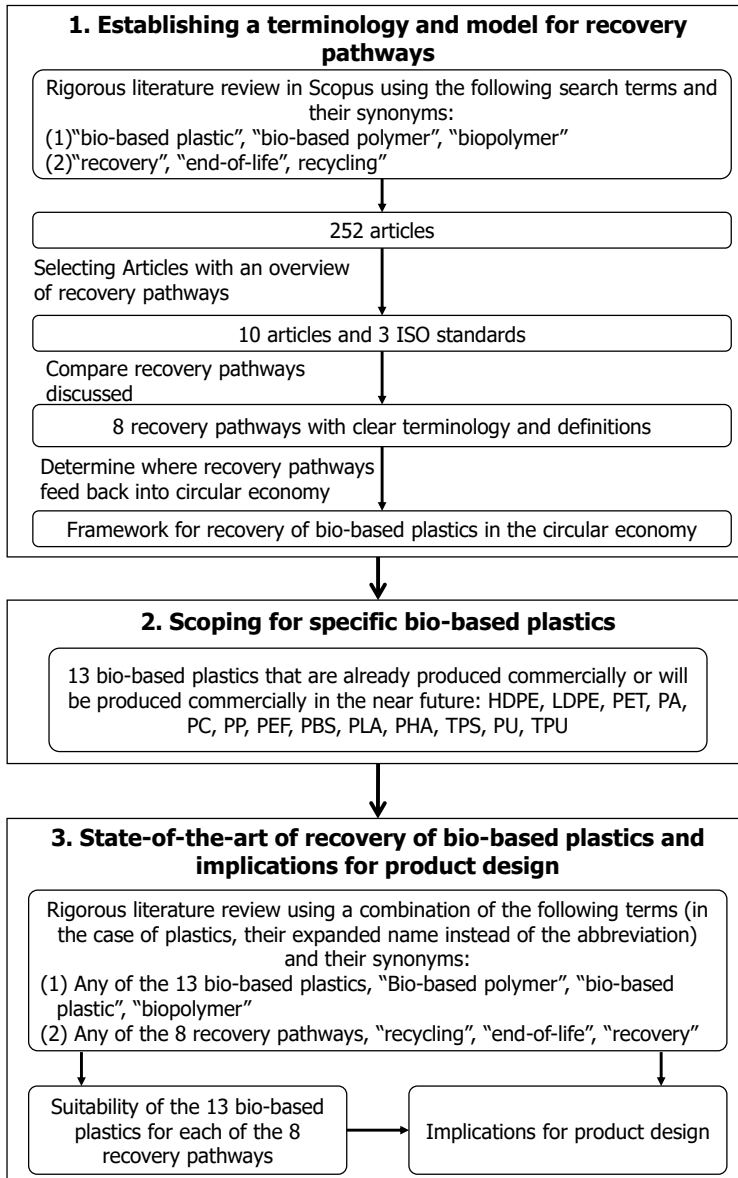 1. Establishing a terminology and model for recovery
pathways
Rigorous literature review in Scopus using the following search terms and
their synonyms:
(1)“bio-based plastic”, “bio-based polymer”, “biopolymer”
(2)“recovery”, “end-of-life”, recycling”
252 articles
Selecting Articles with an overview
of recovery pathways
10 articles and 3 ISO standards
Compare recovery pathways
discussed
8 recovery pathways with clear terminology and definitions
Determine where recovery pathways
feed back into circular economy
Framework for recovery of bio-based plastics in the circular economy
2. Scoping for specific bio-based plastics
13 bio-based plastics that are already produced commercially or will
be produced commercially in the near future: HDPE, LDPE, PET, PA,
PC, PP, PEF, PBS, PLA, PHA, TPS, PU, TPU
3. State-of-the-art of recovery of bio-based plastics and
implications for product design
Rigorous literature review using a combination of the following terms (in
the case of plastics, their expanded name instead of the abbreviation)
and their synonyms:
(1) Any of the 13 bio-based plastics, “Bio-based polymer”, “bio-based
plastic”, “biopolymer”
(2) Any of the 8 recovery pathways, “recycling”, “end-of-life”, “recovery”
Suitability of the 13 bio-based
plastics for each of the 8
recovery pathways
Implications for product design